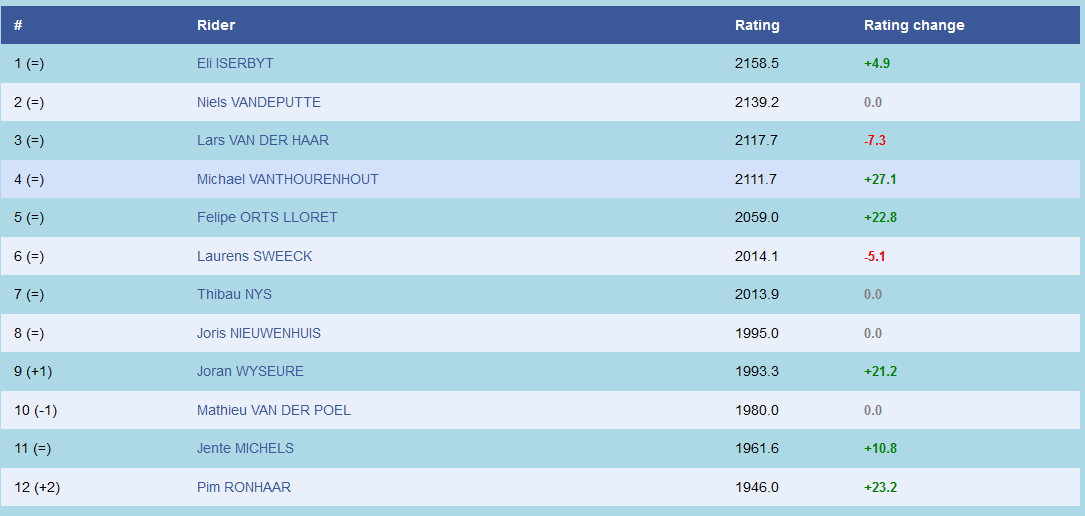 # Rider Rating Rating change
1 (=) Eli ISERBYT 2158.5 +4.9
2 (=) Niels VANDEPUTTE 2139.2 0.0
3 (=) Lars VAN DER HAAR 2117.7 -7.3
4 (=) Michael VANTHOURENHOUT 2111.7 +27.1
5 (=) Felipe ORTS LLORET 2059.0 +22.8
6 (=) Laurens SWEECK 2014.1 -5.1
7 (=) Thibau NYS 2013.9 0.0
8 (=) Joris NIEUWENHUIS 1995.0 0.0
9 (+1) Joran WYSEURE 1993.3 +21.2
10 (-1) Mathieu VAN DER POEL 1980.0 0.0
11 (=) Jente MICHELS 1961.6 +10.8
12 (+2) Pim RONHAAR 1946.0 +23.2